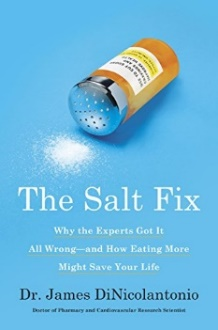 The Salt Fix
Why the Experts Got It
All Wrong—and How Eating More
Might Save Your Life
Dr. James DiNicolantonio
Doctor of Pharmacy and Cardiovascular Research Scientist